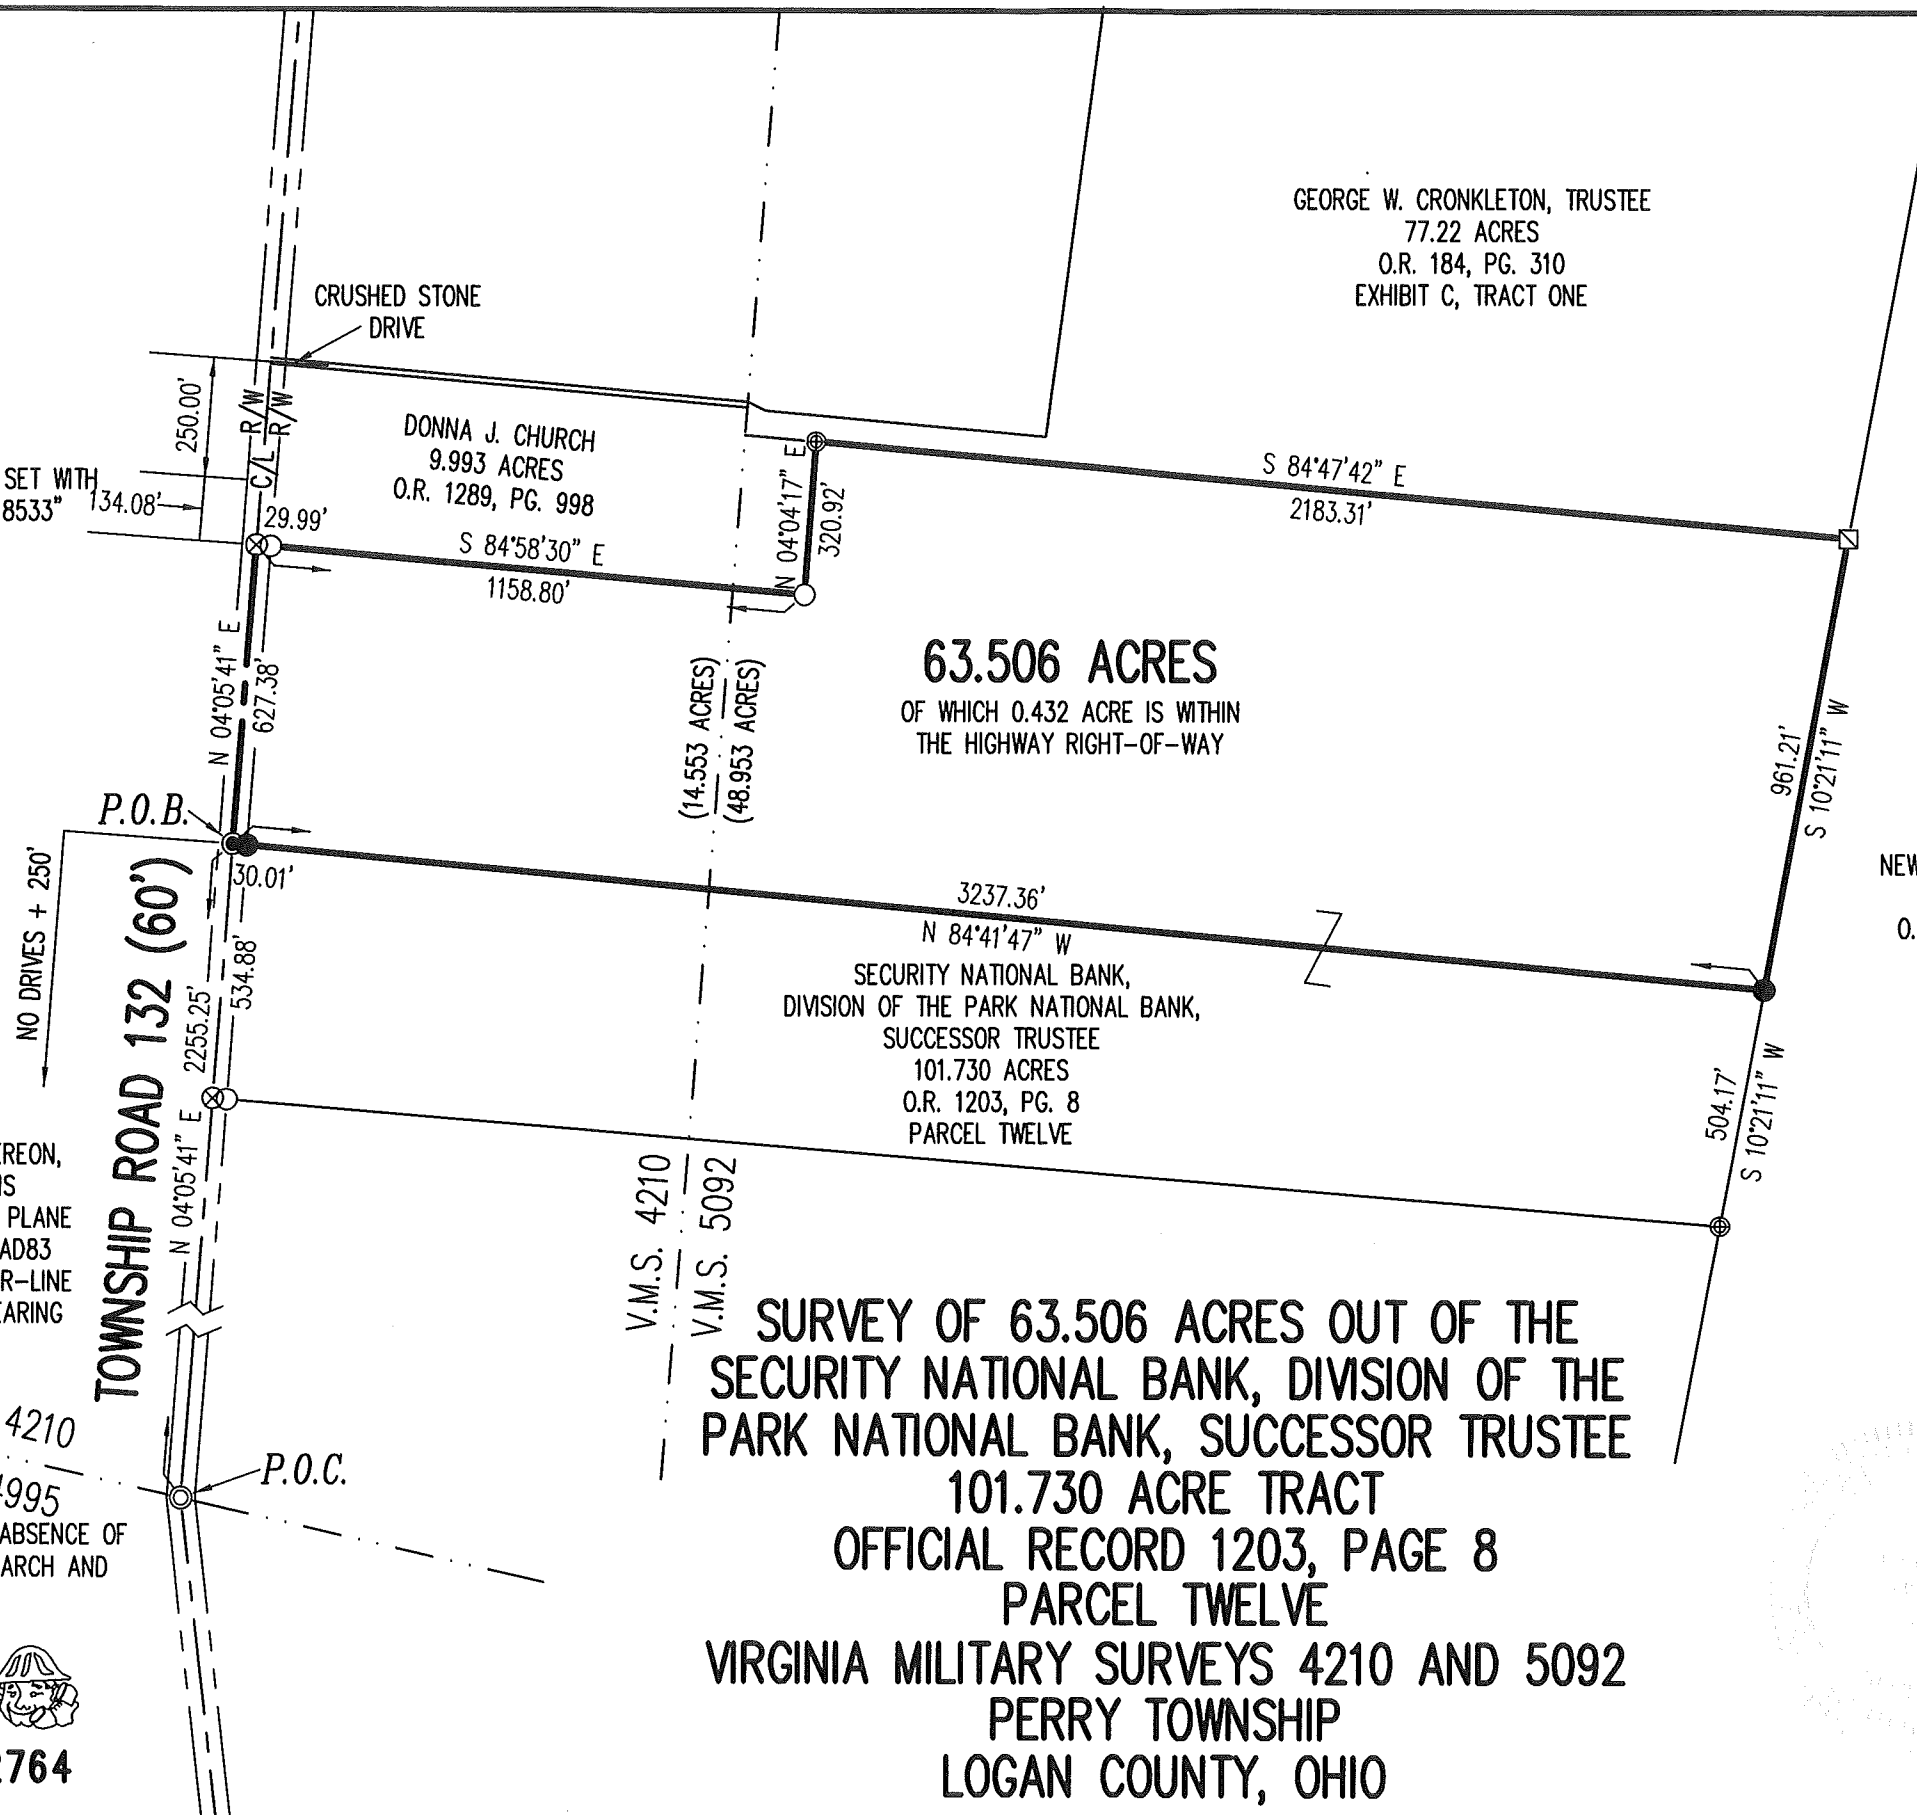 GEORGE W. CRONKLETON, TRUSTEE
77.22 ACRES
O.R. 184, PG. 310
EXHIBIT C, TRACT ONE
CRUSHED STONE
DRIVE
250.00'
C/L
R/W
R/W
DONNA J. CHURCH
9.993 ACRES
O.R. 1289, PG. 998
SET WITH
8533"
134.08'
29.99'
S 84°58'30" E
1158.80'
N 04°04'17" E
320.92'
S 84°47'42" E
2183.31'
N 04°05'41" E
627.38'
63.506 ACRES
OF WHICH 0.432 ACRE IS WITHIN
THE HIGHWAY RIGHT-OF-WAY
(14.553 ACRES)
(48.953 ACRES)
961.21'
S 10°21'11" W
P.O.B.
30.01'
NO DRIVES + 250'
TOWNSHIP ROAD 132 (60')
N 04°05'41" E
2255.25'
534.88'
3237.36'
N 84°41'47" W
SECURITY NATIONAL BANK,
DIVISION OF THE PARK NATIONAL BANK,
SUCCESSOR TRUSTEE
101.730 ACRES
O.R. 1203, PG. 8
PARCEL TWELVE
NEW
O.
504.17'
S 10°21'11" W
EREON,
IS
PLANE
AD83
R-LINE
EARING
V.M.S. 4210
V.M.S. 5092
4210
4995
P.O.C.
ABSENCE OF
ARCH AND
2764
SURVEY OF 63.506 ACRES OUT OF THE
SECURITY NATIONAL BANK, DIVISION OF THE
PARK NATIONAL BANK, SUCCESSOR TRUSTEE
101.730 ACRE TRACT
OFFICIAL RECORD 1203, PAGE 8
PARCEL TWELVE
VIRGINIA MILITARY SURVEYS 4210 AND 5092
PERRY TOWNSHIP
LOGAN COUNTY, OHIO